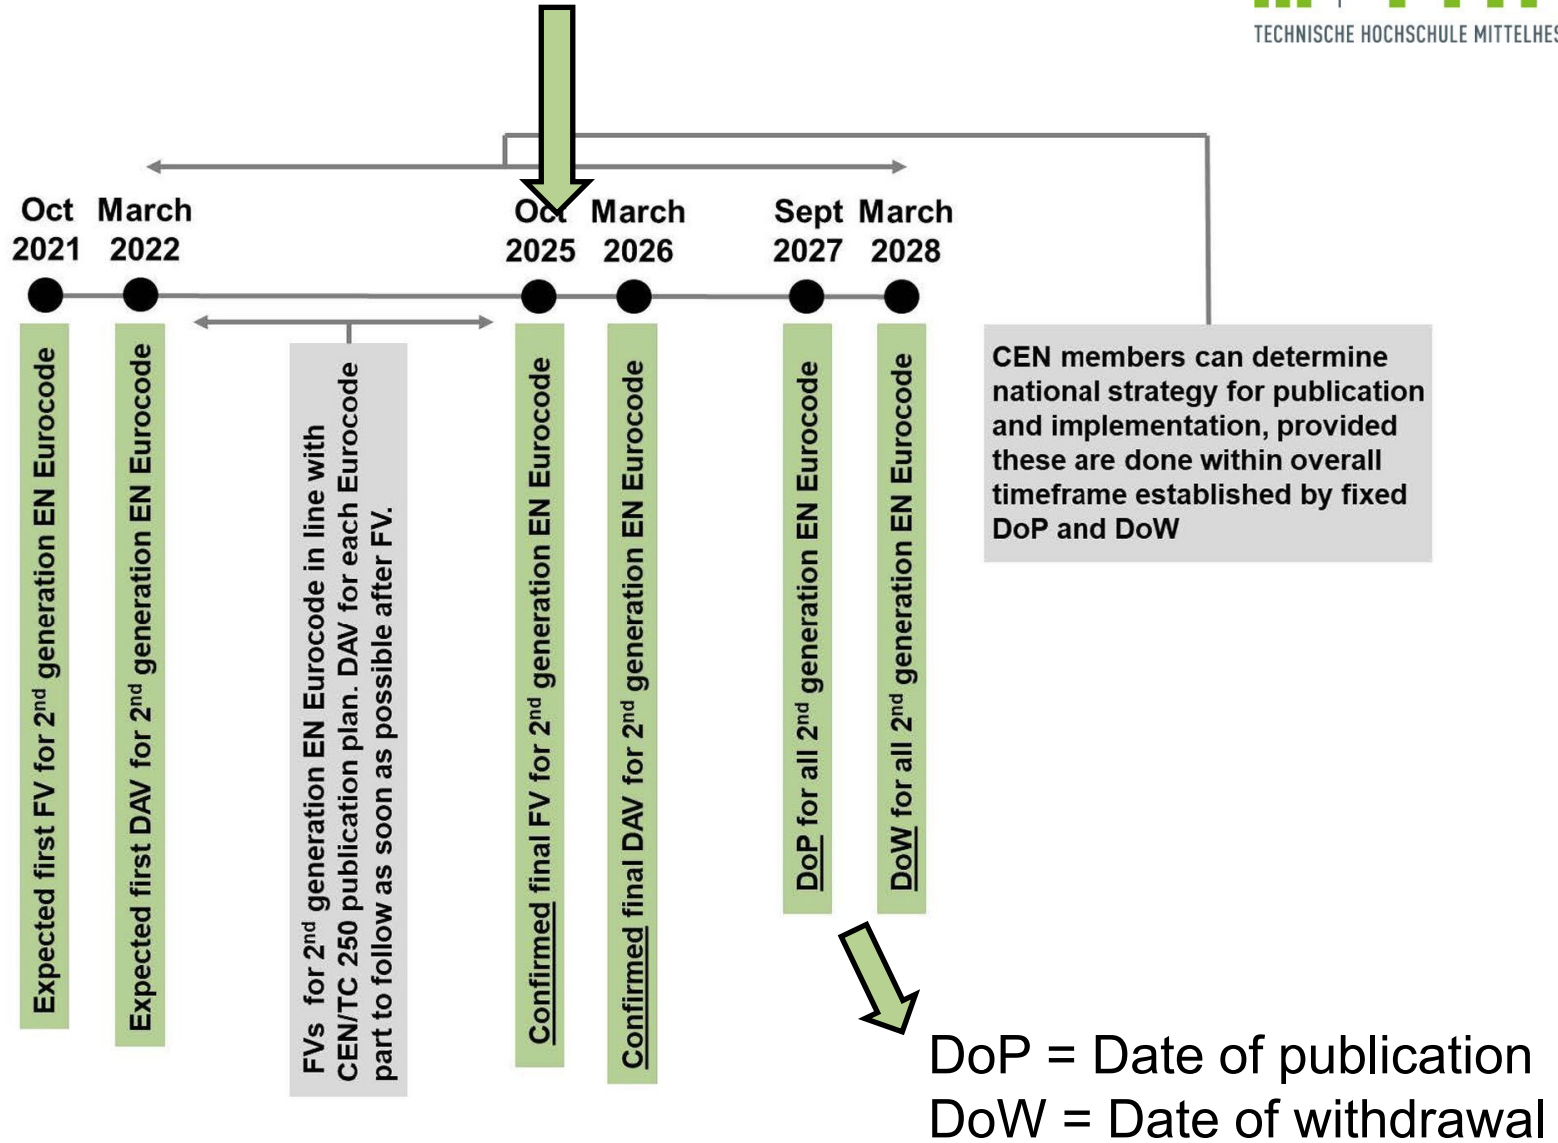 TECHNISCHE HOCHSCHULE MITTELHES
Oct 2021
March 2022
Oct 2025
March 2026
Sept 2027
March 2028
Expected first FV for 2nd generation EN Eurocode
Expected first DAV for 2nd generation EN Eurocode
FVs for 2nd generation EN Eurocode in line with
CEN/TC 250 publication plan. DAV for each Eurocode
part to follow as soon as possible after FV.
Confirmed final FV for 2nd generation EN Eurocode
Confirmed final DAV for 2nd generation EN Eurocode
DoP for all 2nd generation EN Eurocode
DoW for all 2nd generation EN Eurocode
CEN members can determine
national strategy for publication
and implementation, provided
these are done within overall
timeframe established by fixed
DoP and DoW
DoP = Date of publication
DoW = Date of withdrawal